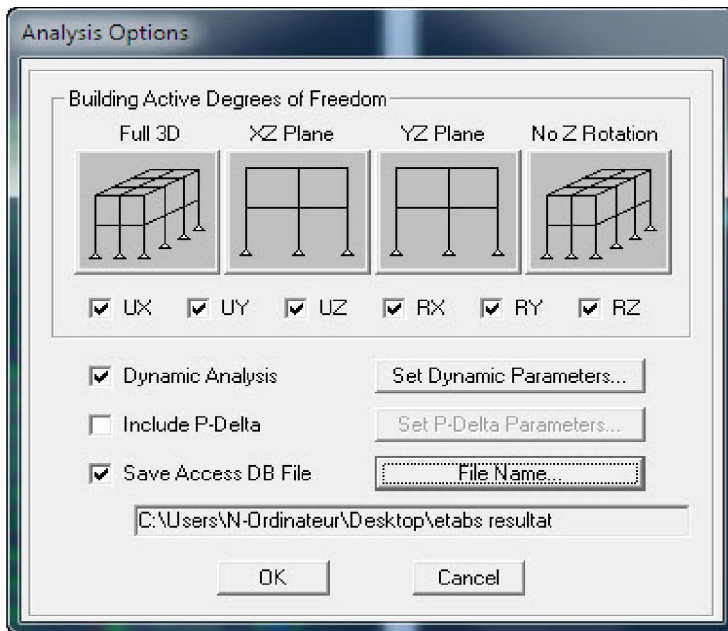 Analysis Options
Building Active Degrees of Freedom
Full 3D XZ Plane YZ Plane No Z Rotation
UX UY UZ RX RY RZ
Dynamic Analysis Set Dynamic Parameters...
Include P-Delta Set P-Delta Parameters...
Save Access DB File File Name...
C:\Users\N-Ordinateur\Desktop\etabs resultat
OK Cancel